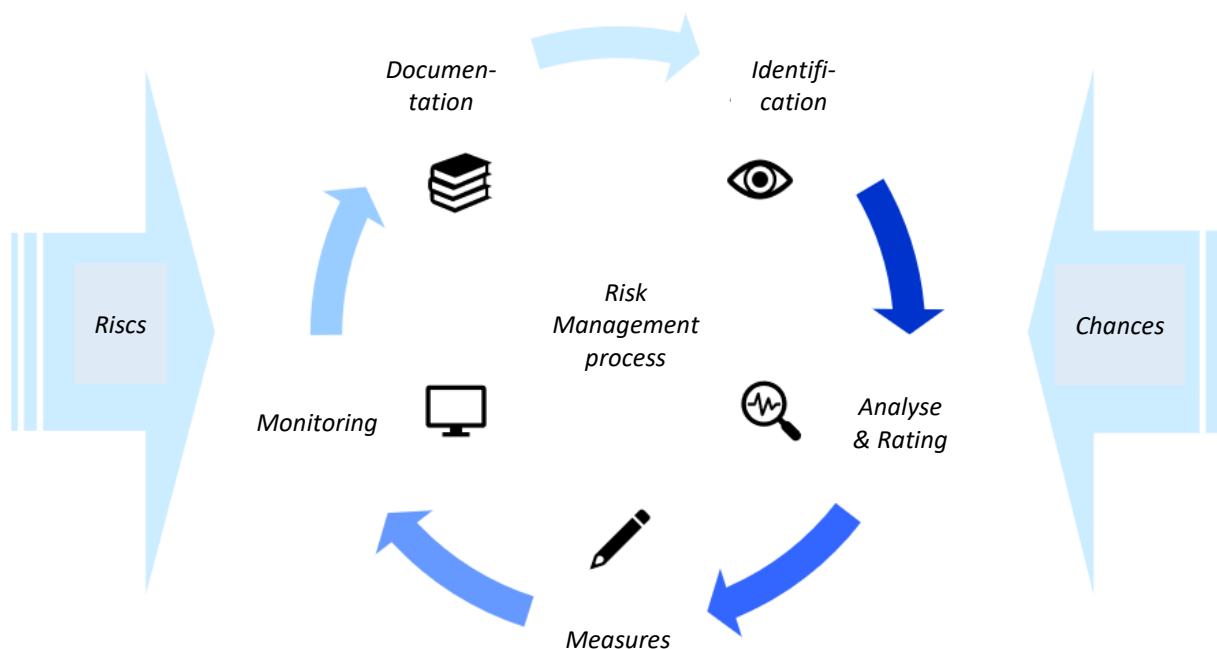 Documen-
tation
Identifi-
cation
Riscs
Risk
Management
process
Chances
Monitoring
Analyse
& Rating
Measures